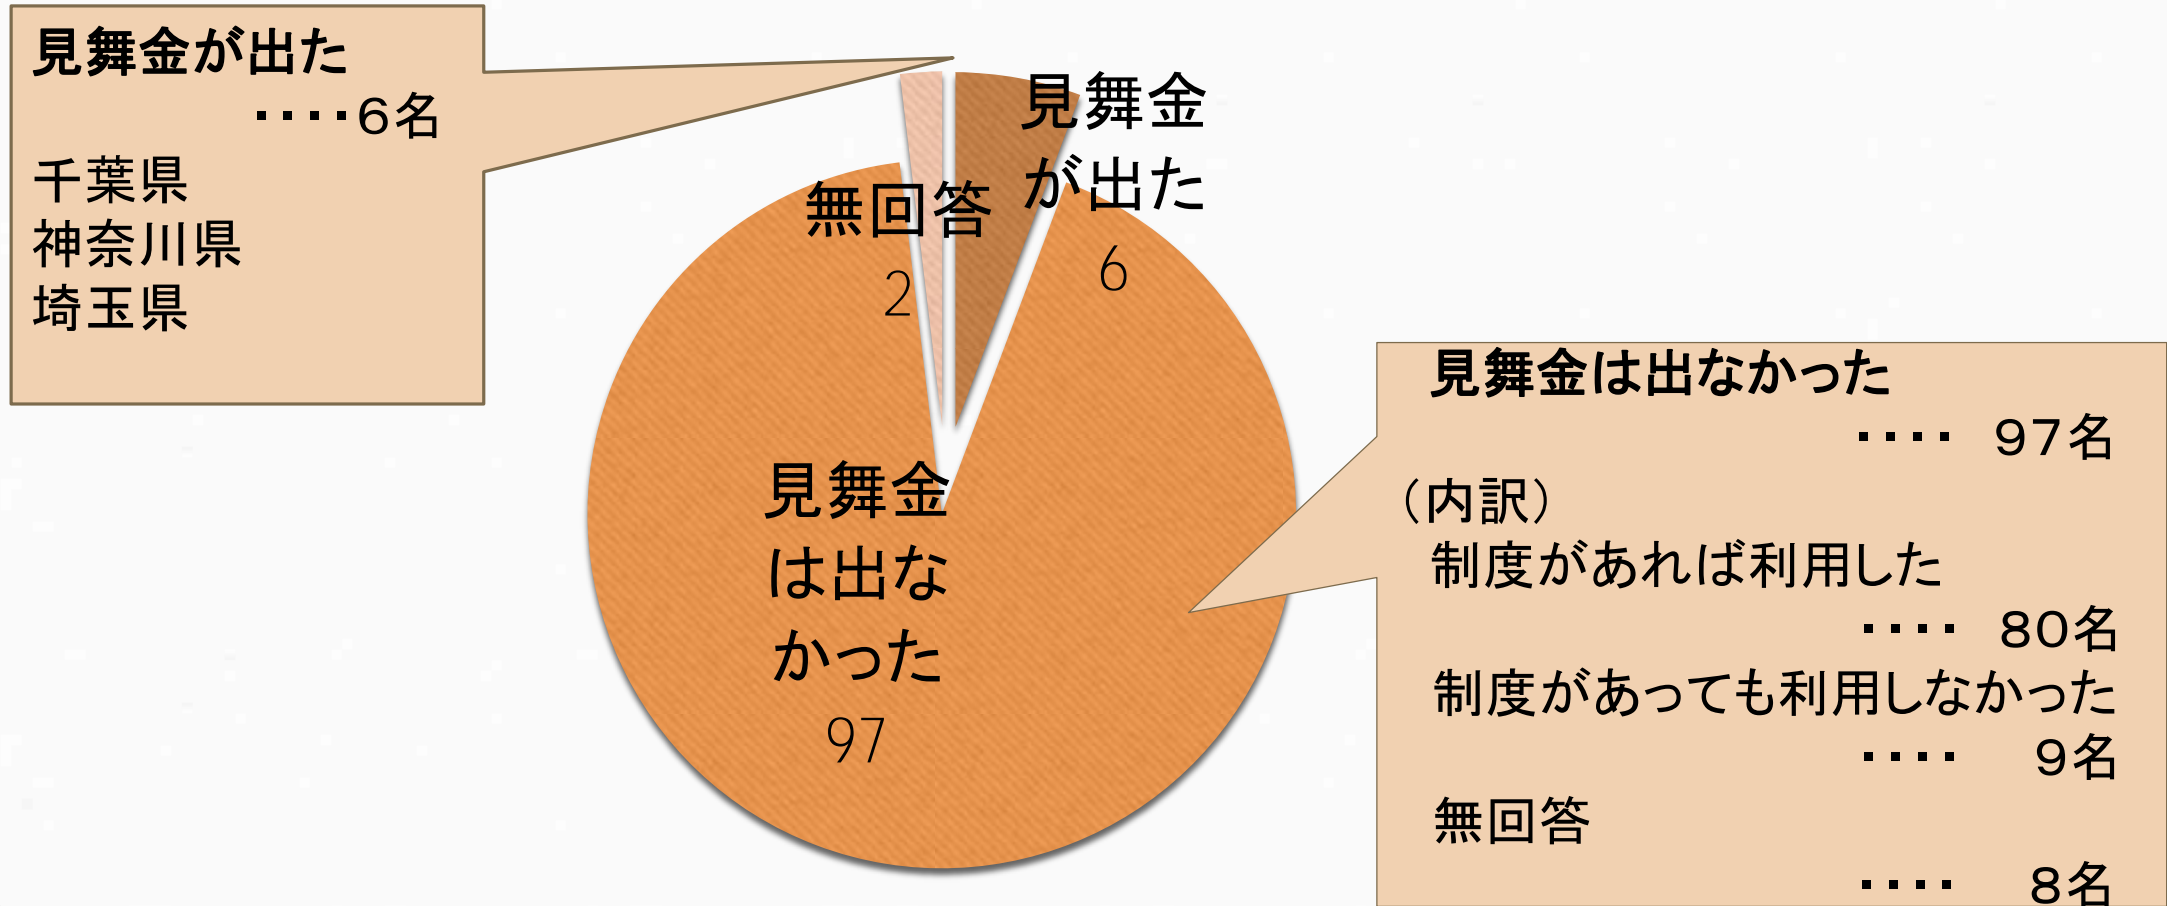 見舞金が出た
････6名
千葉県
神奈川県
埼玉県
見舞金
が出た
6
無回答
2
見舞金
は出な
かった
97
見舞金は出なかった
････ 97名
（内訳）
制度があれば利用した
････ 80名
制度があっても利用しなかった
････ 9名
無回答
････ 8名